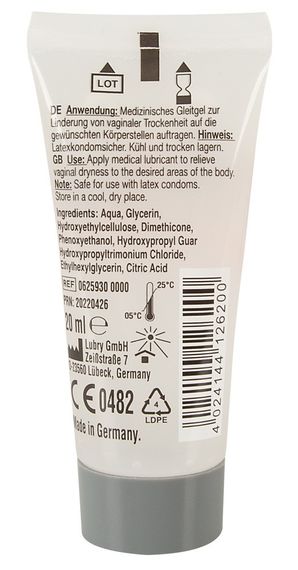 LOT
DE Anwendung: Medizinisches Gleitgel zur
Linderung von vaginaler Trockenheit auf die
gewünschten Körperstellen auftragen. Hinweis:
Latexkondomsicher. Kühl und trocken lagern.
GB Use: Apply medical lubricant to relieve
vaginal dryness to the desired areas of the body.
Note: Safe for use with latex condoms.
Store in a cool, dry place.
Ingredients: Aqua, Glycerin,
Hydroxyethylcellulose, Dimethicone,
Phenoxyethanol, Hydroxypropyl Guar
Hydroxypropyltrimonium Chloride,
Ethylhexylglycerin, Citric Acid
REF 0625930 0000
PRN: 20220426
25°C
05°C
20 ml e
Lubry GmbH
Zeißstraße 7
D-23560 Lübeck, Germany
CE 0482
4
LDPE
Made in Germany.
4 024144 126200